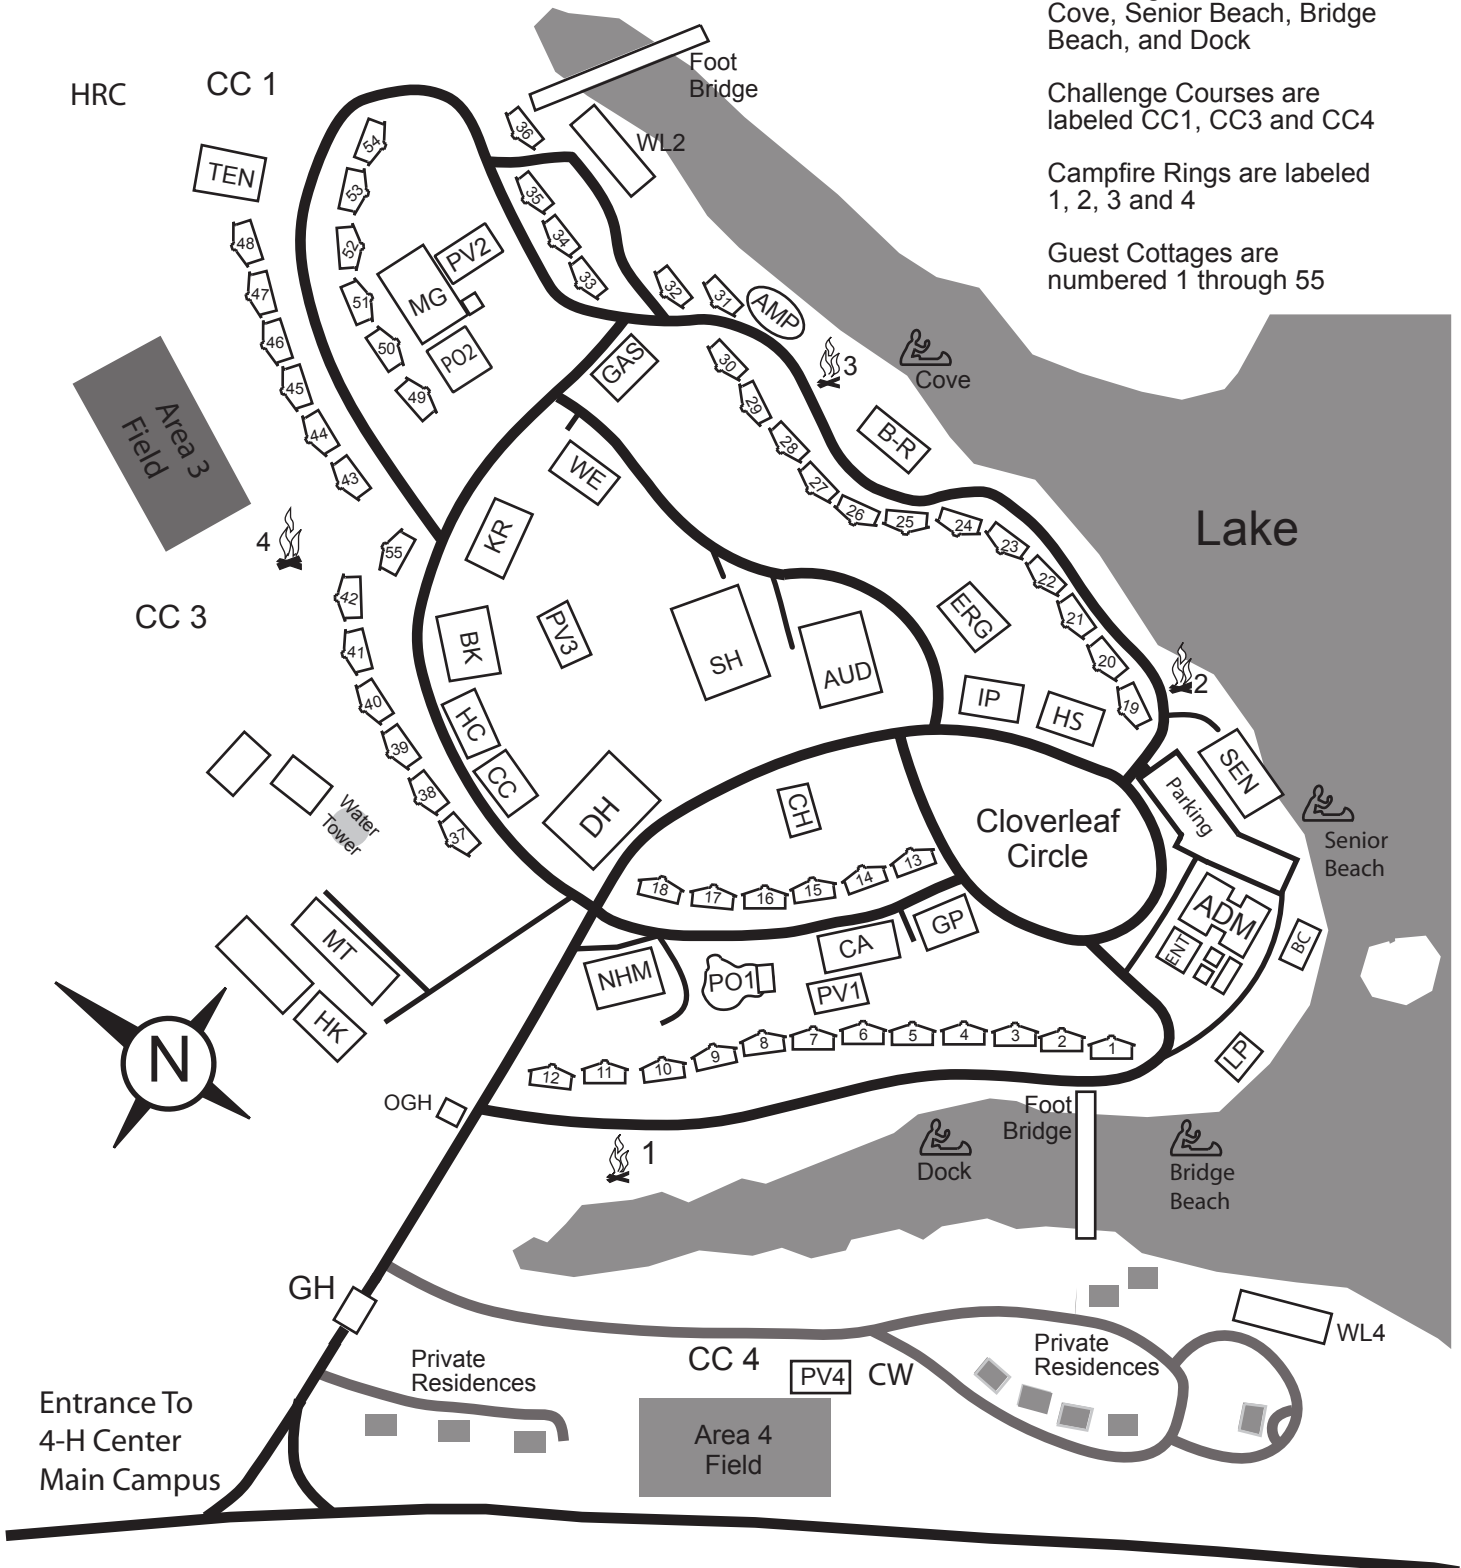 Cove, Senior Beach, Bridge
Beach, and Dock
Challenge Courses are
labeled CC1, CC3 and CC4
Campfire Rings are labeled
1, 2, 3 and 4
Guest Cottages are
numbered 1 through 55
HRC
CC 1
Foot
Bridge
WL2
TEN
36
54
53
52
51
50
49
35
34
33
32
31
48
47
46
45
44
43
PV2
MG
PO2
AMP
GAS
3
Cove
30
29
28
27
26
25
24
23
22
21
20
19
B-R
Area 3
Field
WE
KR
Lake
4
55
CC 3
42
41
40
39
38
37
BK
PV3
SH
AUD
ERG
IP
HS
2
HC
CC
DH
CH
SEN
Parking
Cloverleaf
Circle
Senior
Beach
Water
Tower
18
17
16
15
14
13
ADM
ENT
BC
GP
CA
MT
NHM
PO1
PV1
HK
N
12
11
10
9
8
7
6
5
4
3
2
1
LP
OGH
Foot
Bridge
1
Dock
Bridge
Beach
GH
WL4
Private
Residences
CC 4
PV4
CW
Private
Residences
Entrance To
4-H Center
Main Campus
Area 4
Field